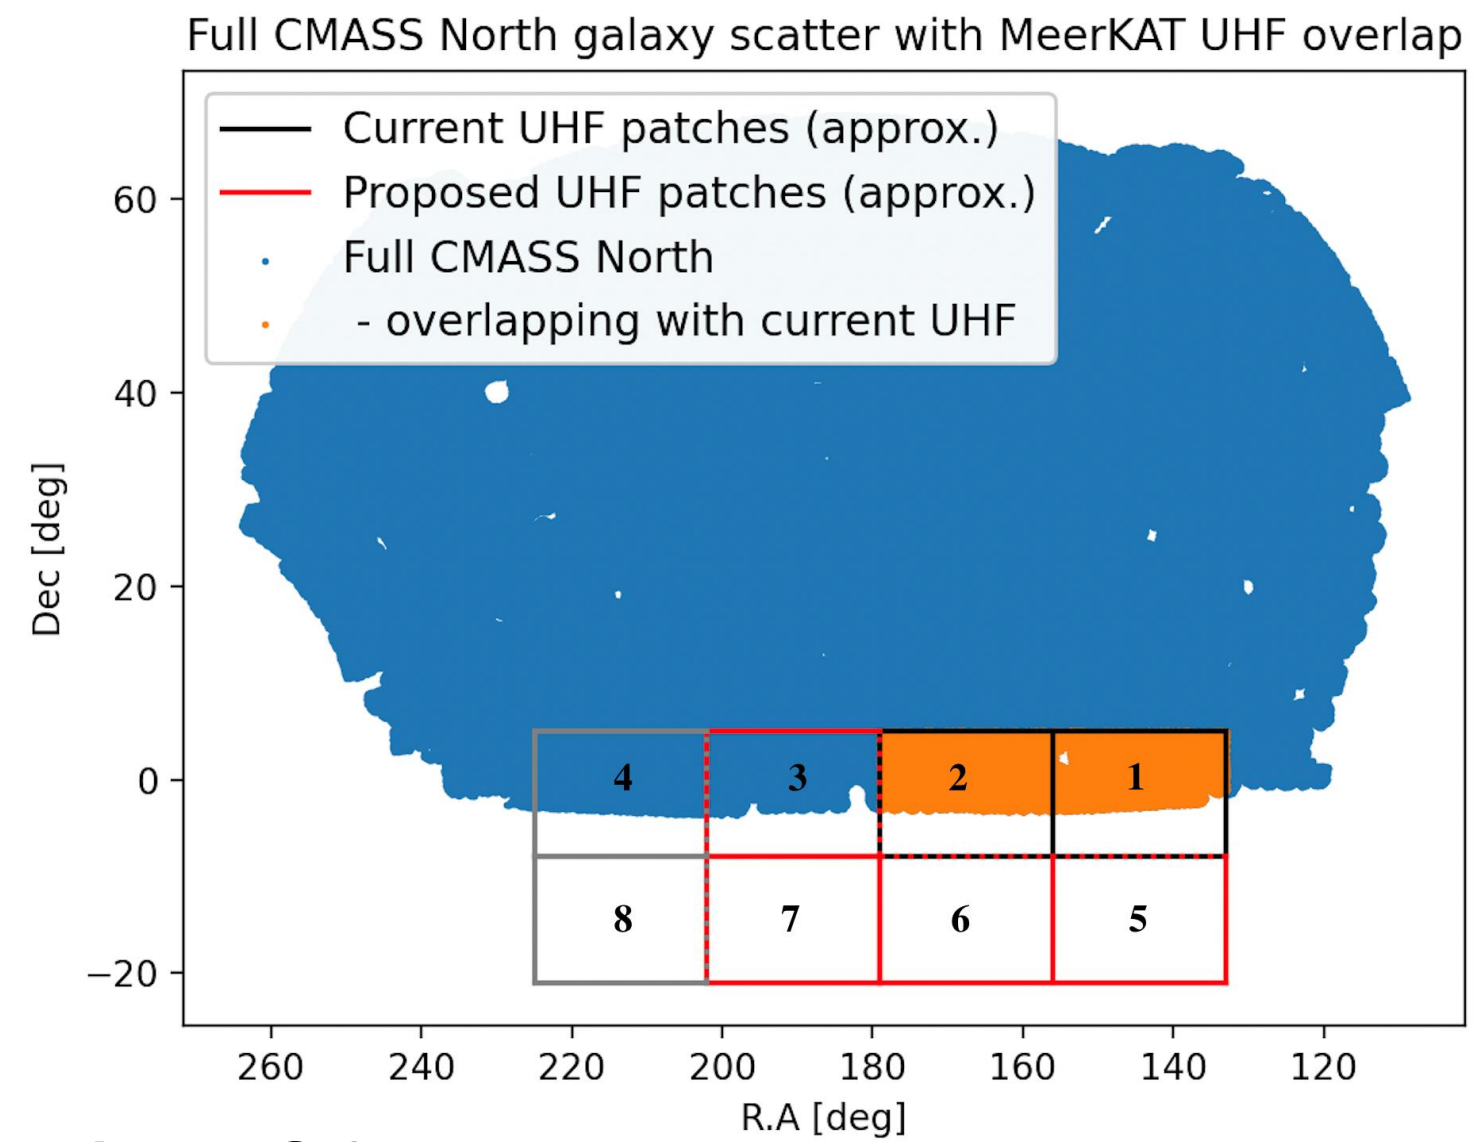 Full CMASS North galaxy scatter with MeerKAT UHF overlap
Current UHF patches (approx.)
Proposed UHF patches (approx.)
Full CMASS North
- overlapping with current UHF
60
40
20
0
−20
Dec [deg]
4 3 2 1
8 7 6 5
260 240 220 200 180 160 140 120
R.A [deg]